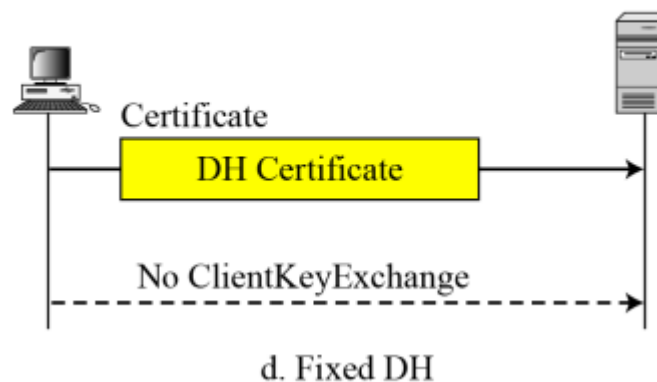 Certificate
DH Certificate
No ClientKeyExchange
d. Fixed DH